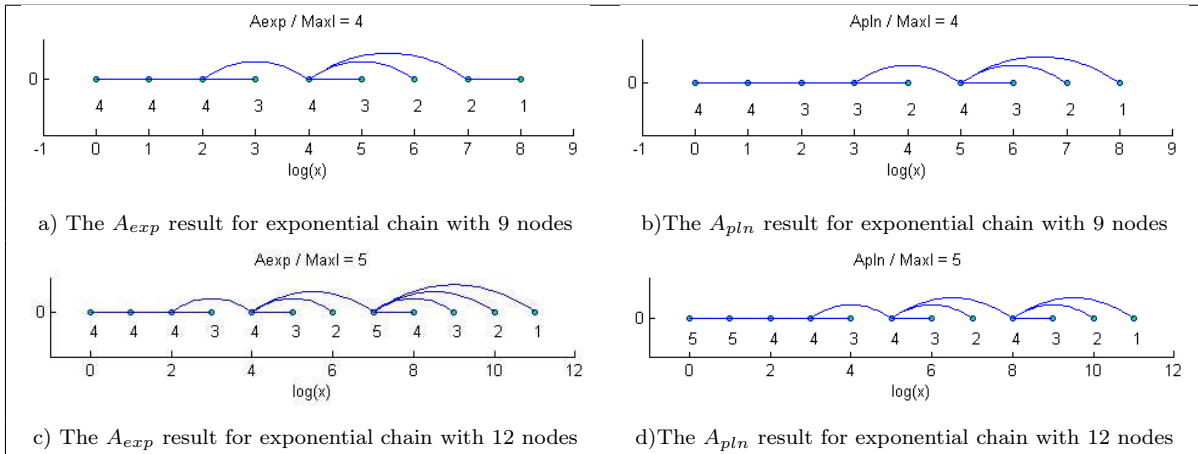 Aexp / MaxI = 4
0
4 4 4 3 4 3 2 2 1
-1 0 1 2 3 4 5 6 7 8 9
log(x)
a) The A_exp result for exponential chain with 9 nodes
Apln / MaxI = 4
0
4 4 3 3 2 4 3 2 1
-1 0 1 2 3 4 5 6 7 8 9
log(x)
b)The A_pln result for exponential chain with 9 nodes
Aexp / MaxI = 5
0
4 4 4 3 4 3 2 5 4 3 2 1
0 2 4 6 8 10 12
log(x)
c) The A_exp result for exponential chain with 12 nodes
Apln / MaxI = 5
0
5 5 4 4 3 4 3 2 4 3 2 1
0 2 4 6 8 10 12
log(x)
d)The A_pln result for exponential chain with 12 nodes